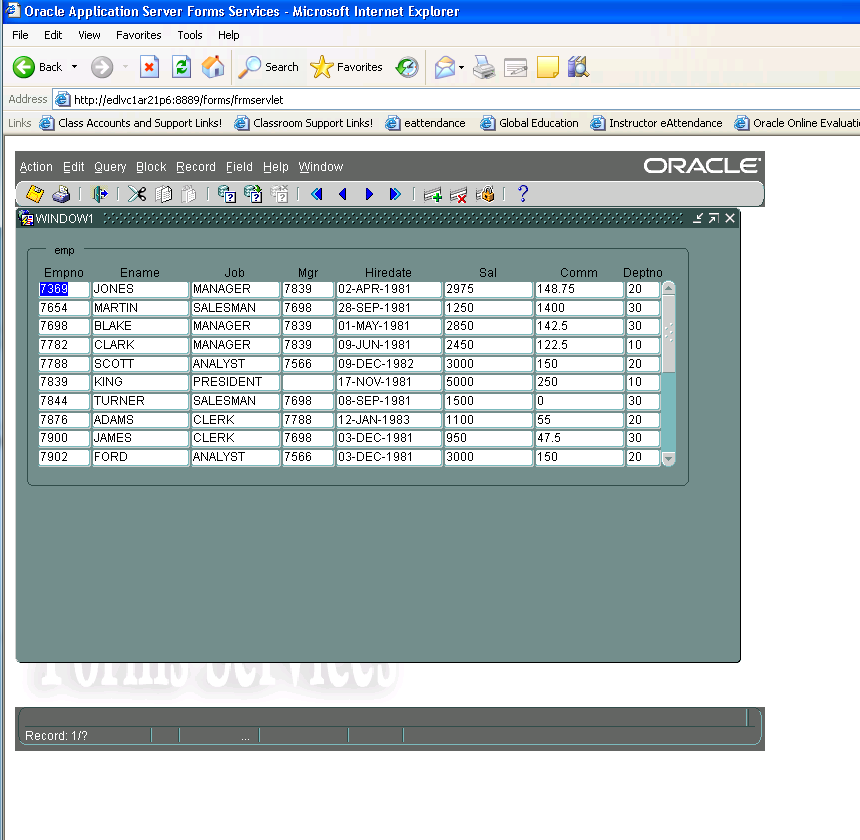 Oracle Application Server Forms Services - Microsoft Internet Explorer
File Edit View Favorites Tools Help
Back Search Favorites
Address http://edlvc1ar21p6:8889/forms/frmservlet
Links Class Accounts and Support Links! Classroom Support Links! eattendance Global Education Instructor eAttendance Oracle Online Evaluatio
Action Edit Query Block Record Field Help Window ORACLE
?
WINDOW1
emp
Empno Ename Job Mgr Hiredate Sal Comm Deptno
7369 JONES MANAGER 7839 02-APR-1981 2975 148.75 20
7654 MARTIN SALESMAN 7698 28-SEP-1981 1250 1400 30
7698 BLAKE MANAGER 7839 01-MAY-1981 2850 142.5 30
7782 CLARK MANAGER 7839 09-JUN-1981 2450 122.5 10
7788 SCOTT ANALYST 7566 09-DEC-1982 3000 150 20
7839 KING PRESIDENT 17-NOV-1981 5000 250 10
7844 TURNER SALESMAN 7698 08-SEP-1981 1500 0 30
7876 ADAMS CLERK 7788 12-JAN-1983 1100 55 20
7900 JAMES CLERK 7698 03-DEC-1981 950 47.5 30
7902 FORD ANALYST 7566 03-DEC-1981 3000 150 20
Forms Services
Record: 1/? ...